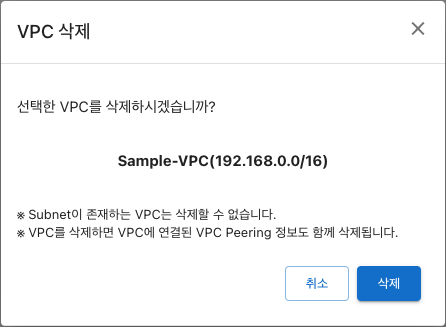 VPC 삭제
선택한 VPC를 삭제하시겠습니까?
Sample-VPC(192.168.0.0/16)
※ Subnet이 존재하는 VPC는 삭제할 수 없습니다.
※ VPC를 삭제하면 VPC에 연결된 VPC Peering 정보도 함께 삭제됩니다.
취소
삭제